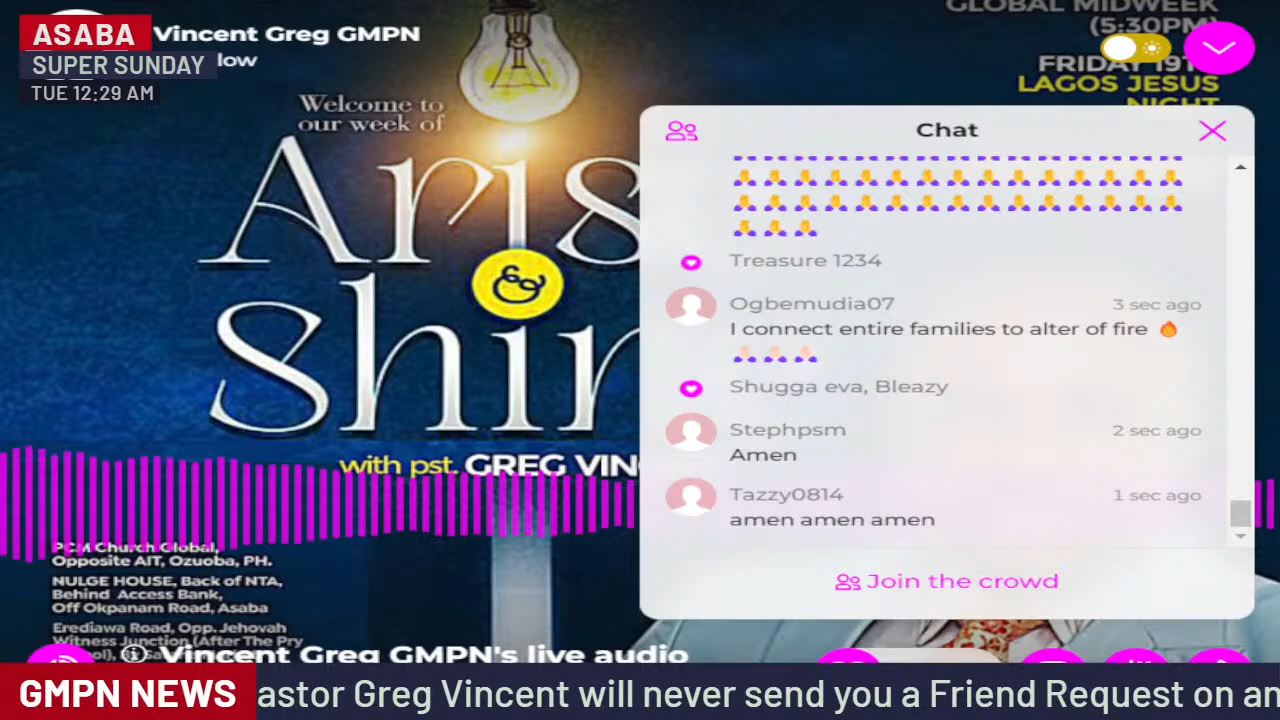 ASABA
Vincent Greg GMPN
SUPER SUNDAY
low
TUE 12:29 AM
GLOBAL MIDWEEK
(5:30PM)
FRIDAY 19T
LAGOS JESUS
NIGHT
Welcome to
our week of
Aris
&
Shin
with pst. GREG VIN
Chat
Treasure 1234
Ogbemudia07
3 sec ago
I connect entire families to alter of fire 🔥
Shugga eva, Bleazy
Stephpsm
2 sec ago
Amen
Tazzy0814
1 sec ago
amen amen amen
Join the crowd
PCM Church Global,
Opposite AIT, Ozuoba, PH.
NULGE HOUSE, Back of NTA,
Behind Access Bank,
Off Okpanam Road, Asaba
Erediawa Road, Opp. Jehovah
Witness Junction (After The Pry
Vincent Greg GMPN's live audio
GMPN NEWS
astor Greg Vincent will never send you a Friend Request on an